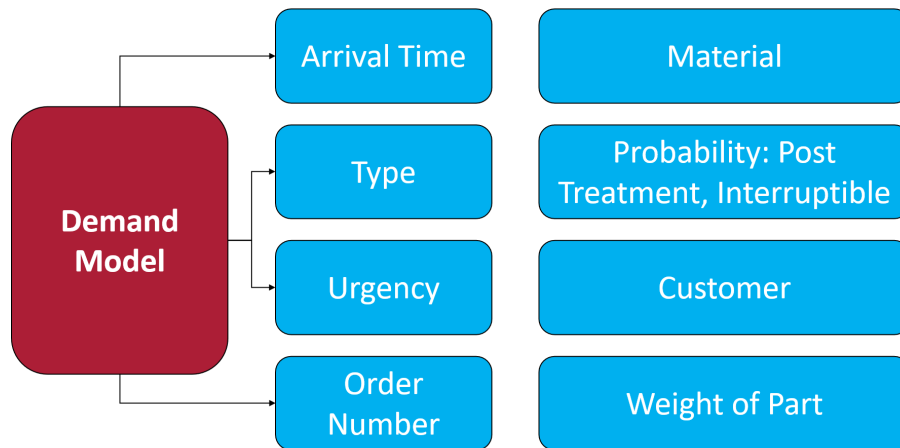 Arrival Time
Material
Type
Probability: Post
Treatment, Interruptible
Demand
Model
Urgency
Customer
Order
Number
Weight of Part